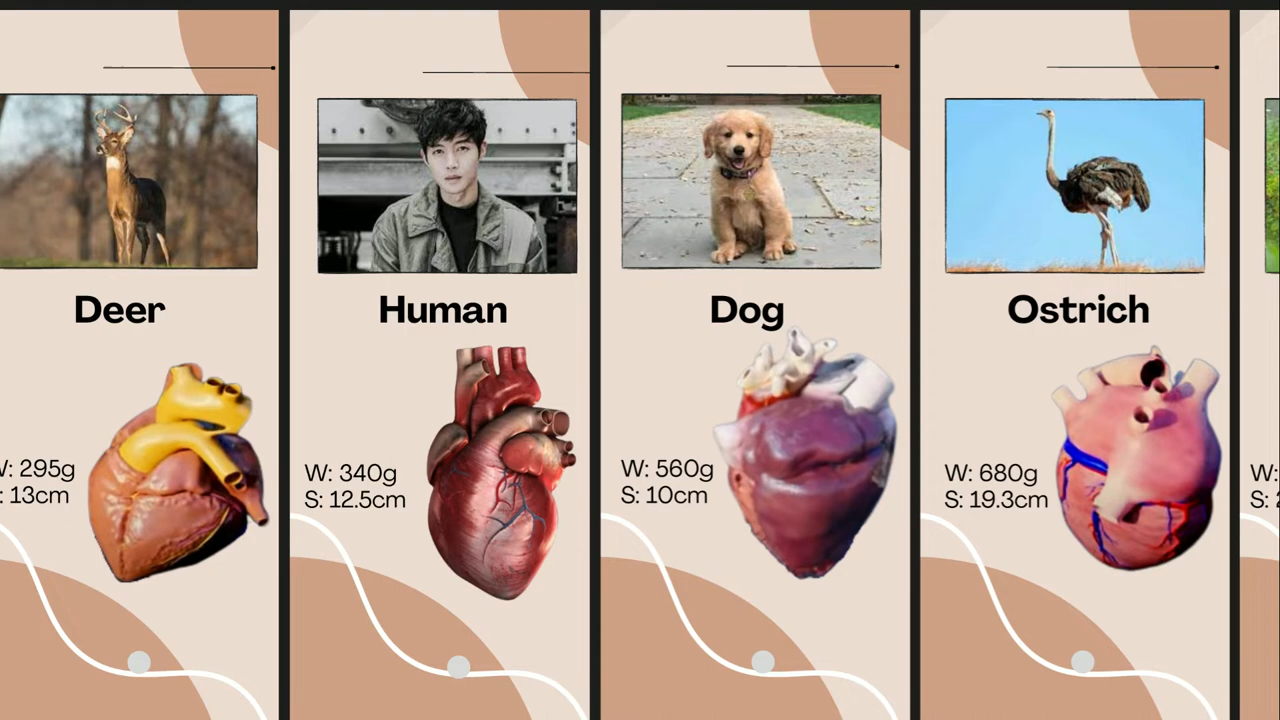 Deer
W: 295g
: 13cm
Human
W: 340g
S: 12.5cm
Dog
W: 560g
S: 10cm
Ostrich
W: 680g
S: 19.3cm
W:
S: